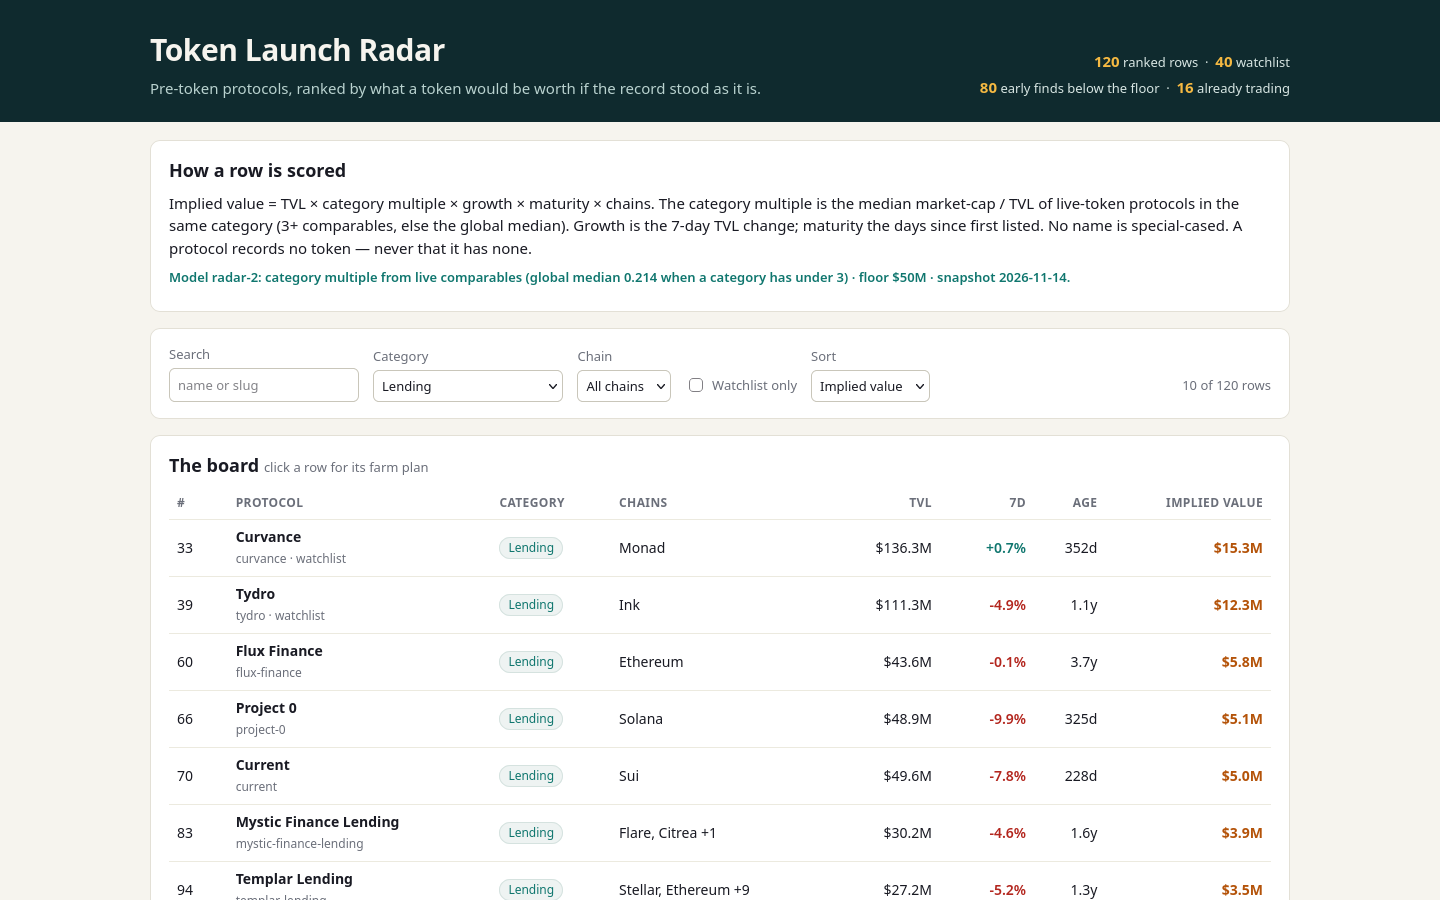 Token Launch Radar
Pre-token protocols, ranked by what a token would be worth if the record stood as it is.
120 ranked rows · 40 watchlist
80 early finds below the floor · 16 already trading
How a row is scored
Implied value = TVL × category multiple × growth × maturity × chains. The category multiple is the median market-cap / TVL of live-token protocols in the
same category (3+ comparables, else the global median). Growth is the 7-day TVL change; maturity the days since first listed. No name is special-cased. A
protocol records no token — never that it has none.
Model radar-2: category multiple from live comparables (global median 0.214 when a category has under 3) · floor $50M · snapshot 2026-11-14.
Search Category Chain Sort
name or slug Lending All chains Watchlist only Implied value 10 of 120 rows
The board click a row for its farm plan
# PROTOCOL CATEGORY CHAINS TVL 7D AGE IMPLIED VALUE
33 Curvance Lending Monad $136.3M +0.7% 352d $15.3M
curvance · watchlist
39 Tydro Lending Ink $111.3M -4.9% 1.1y $12.3M
tydro · watchlist
60 Flux Finance Lending Ethereum $43.6M -0.1% 3.7y $5.8M
flux-finance
66 Project 0 Lending Solana $48.9M -9.9% 325d $5.1M
project-0
70 Current Lending Sui $49.6M -7.8% 228d $5.0M
current
83 Mystic Finance Lending Lending Flare, Citrea +1 $30.2M -4.6% 1.6y $3.9M
mystic-finance-lending
94 Templar Lending Lending Stellar, Ethereum +9 $27.2M -5.2% 1.3y $3.5M